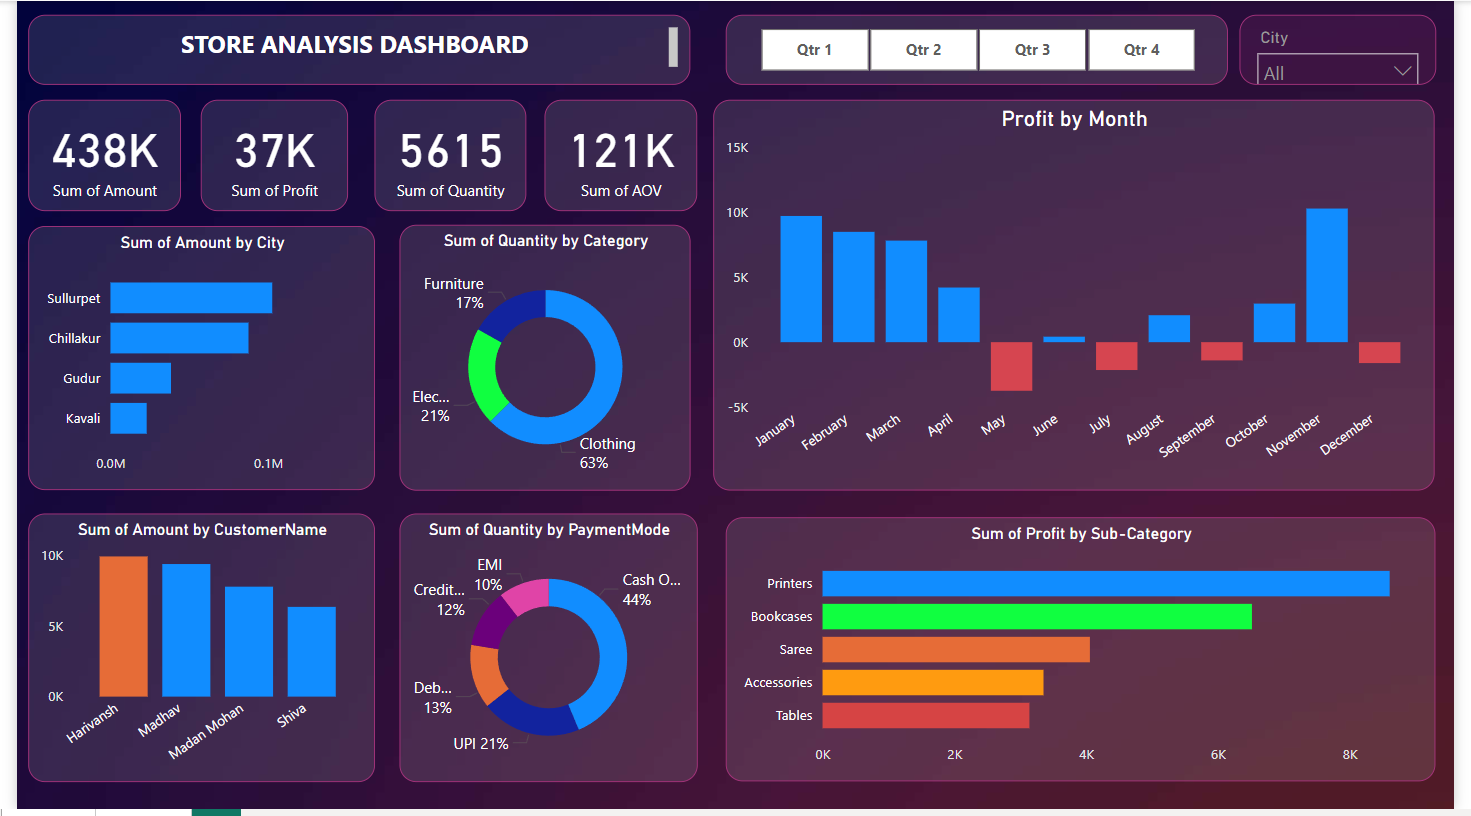 STORE ANALYSIS DASHBOARD
Qtr 1
Qtr 2
Qtr 3
Qtr 4
City
All
438K
Sum of Amount
37K
Sum of Profit
5615
Sum of Quantity
121K
Sum of AOV
Profit by Month
15K
10K
5K
0K
-5K
January
February
March
April
May
June
July
August
September
October
November
December
Sum of Amount by City
Sullurpet
Chillakur
Gudur
Kavali
0.0M
0.1M
Sum of Quantity by Category
Furniture
17%
Elec...
21%
Clothing
63%
Sum of Amount by CustomerName
10K
5K
0K
Harivansh
Madhav
Madan Mohan
Shiva
Sum of Quantity by PaymentMode
EMI
10%
Cash O...
44%
Credit...
12%
Deb...
13%
UPI 21%
Sum of Profit by Sub-Category
Printers
Bookcases
Saree
Accessories
Tables
0K
2K
4K
6K
8K